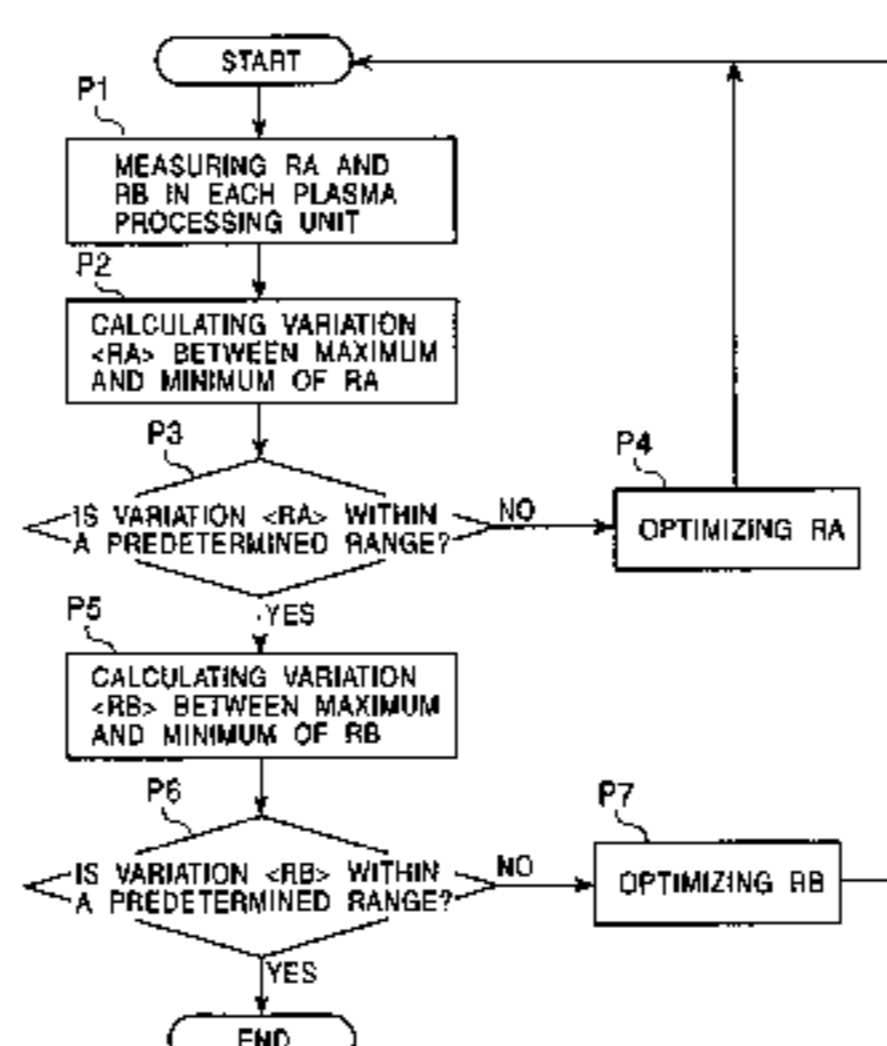 START
P1
MEASURING RA AND
RB IN EACH PLASMA
PROCESSING UNIT
P2
CALCULATING VARIATION
<RA> BETWEEN MAXIMUM
AND MINIMUM OF RA
P3
IS VARIATION <RA> WITHIN
A PREDETERMINED RANGE?
NO
P4
OPTIMIZING RA
YES
P5
CALCULATING VARIATION
<RB> BETWEEN MAXIMUM
AND MINIMUM OF RB
P6
IS VARIATION <RB> WITHIN
A PREDETERMINED RANGE?
NO
P7
OPTIMIZING RB
YES
END